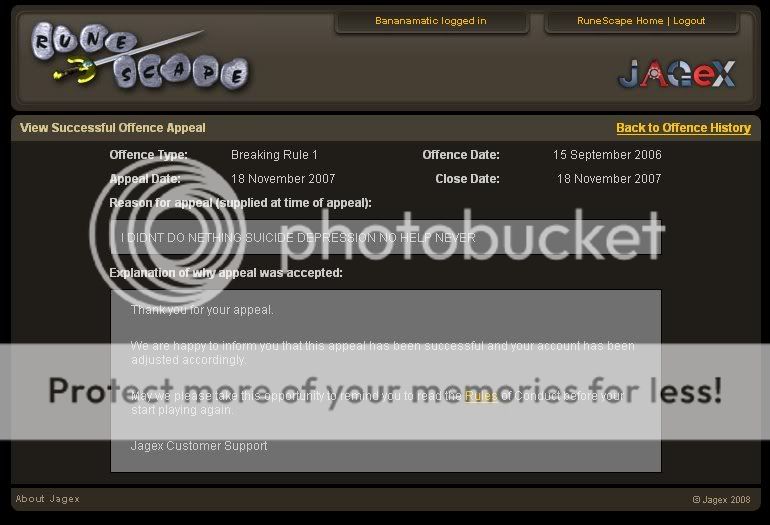 Bananamatic logged in
RuneScape Home | Logout
RUNE
SCAPE
JAGEX
View Successful Offence Appeal
Back to Offence History
Offence Type: Breaking Rule 1 Offence Date: 15 September 2006
Appeal Date: 18 November 2007 Close Date: 18 November 2007
Reason for appeal (supplied at time of appeal):
I DIDNT DO NETHING SUICIDE DEPRESSION NO HELP NEVER
photobucket
Explanation of why appeal was accepted:
Thank you for your appeal.
We are happy to inform you that this appeal has been successful and your account has been
adjusted accordingly.
Protect more of your memories for less!
May we please take this opportunity to remind you to read the Rules of Conduct before your
start playing again.
Jagex Customer Support
About Jagex
© Jagex 2008